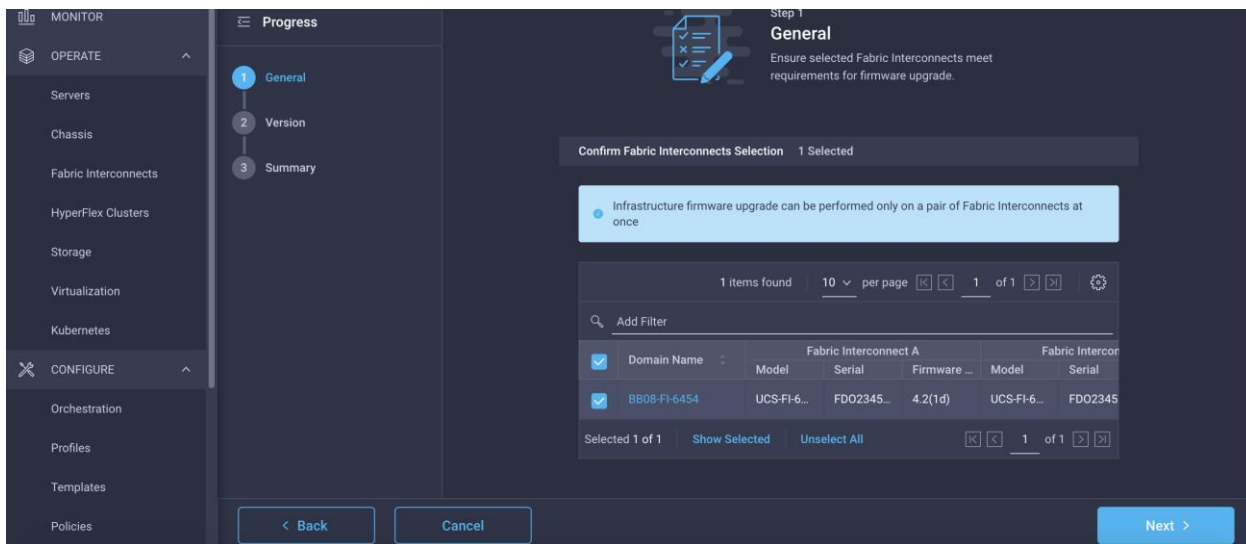 MONITOR
OPERATE
Servers
Chassis
Fabric Interconnects
HyperFlex Clusters
Storage
Virtualization
Kubernetes
CONFIGURE
Orchestration
Profiles
Templates
Policies
Progress
1 General
2 Version
3 Summary
Step 1
General
Ensure selected Fabric Interconnects meet
requirements for firmware upgrade.
Confirm Fabric Interconnects Selection 1 Selected
Infrastructure firmware upgrade can be performed only on a pair of Fabric Interconnects at
once
1 items found 10 per page 1 of 1
Add Filter
Domain Name Fabric Interconnect A Fabric Intercon
Model Serial Firmware ... Model Serial
BB08-FI-6454 UCS-FI-6... FDO2345... 4.2(1d) UCS-FI-6... FDO2345
Selected 1 of 1 Show Selected Unselect All 1 of 1
< Back Cancel Next >